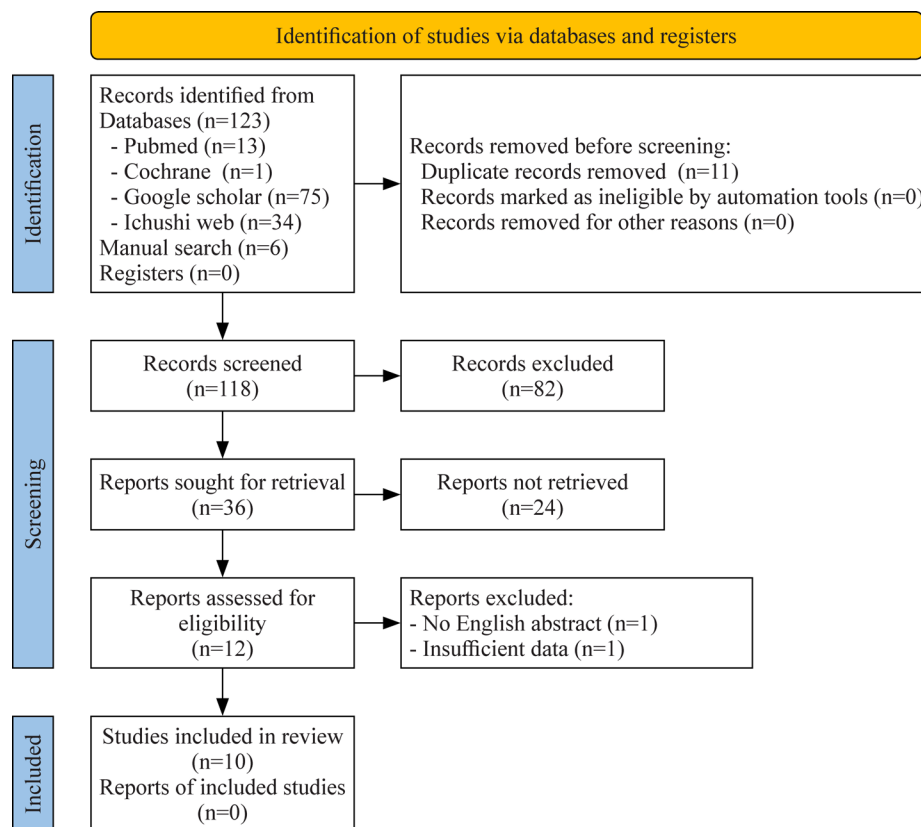 Identification of studies via databases and registers
Identification
Records identified from
Databases (n=123)
- Pubmed (n=13)
- Cochrane (n=1)
- Google scholar (n=75)
- Ichushi web (n=34)
Manual search (n=6)
Registers (n=0)
Records removed before screening:
Duplicate records removed (n=11)
Records marked as ineligible by automation tools (n=0)
Records removed for other reasons (n=0)
Screening
Records screened
(n=118)
Records excluded
(n=82)
Reports sought for retrieval
(n=36)
Reports not retrieved
(n=24)
Reports assessed for
eligibility
(n=12)
Reports excluded:
- No English abstract (n=1)
- Insufficient data (n=1)
Included
Studies included in review
(n=10)
Reports of included studies
(n=0)